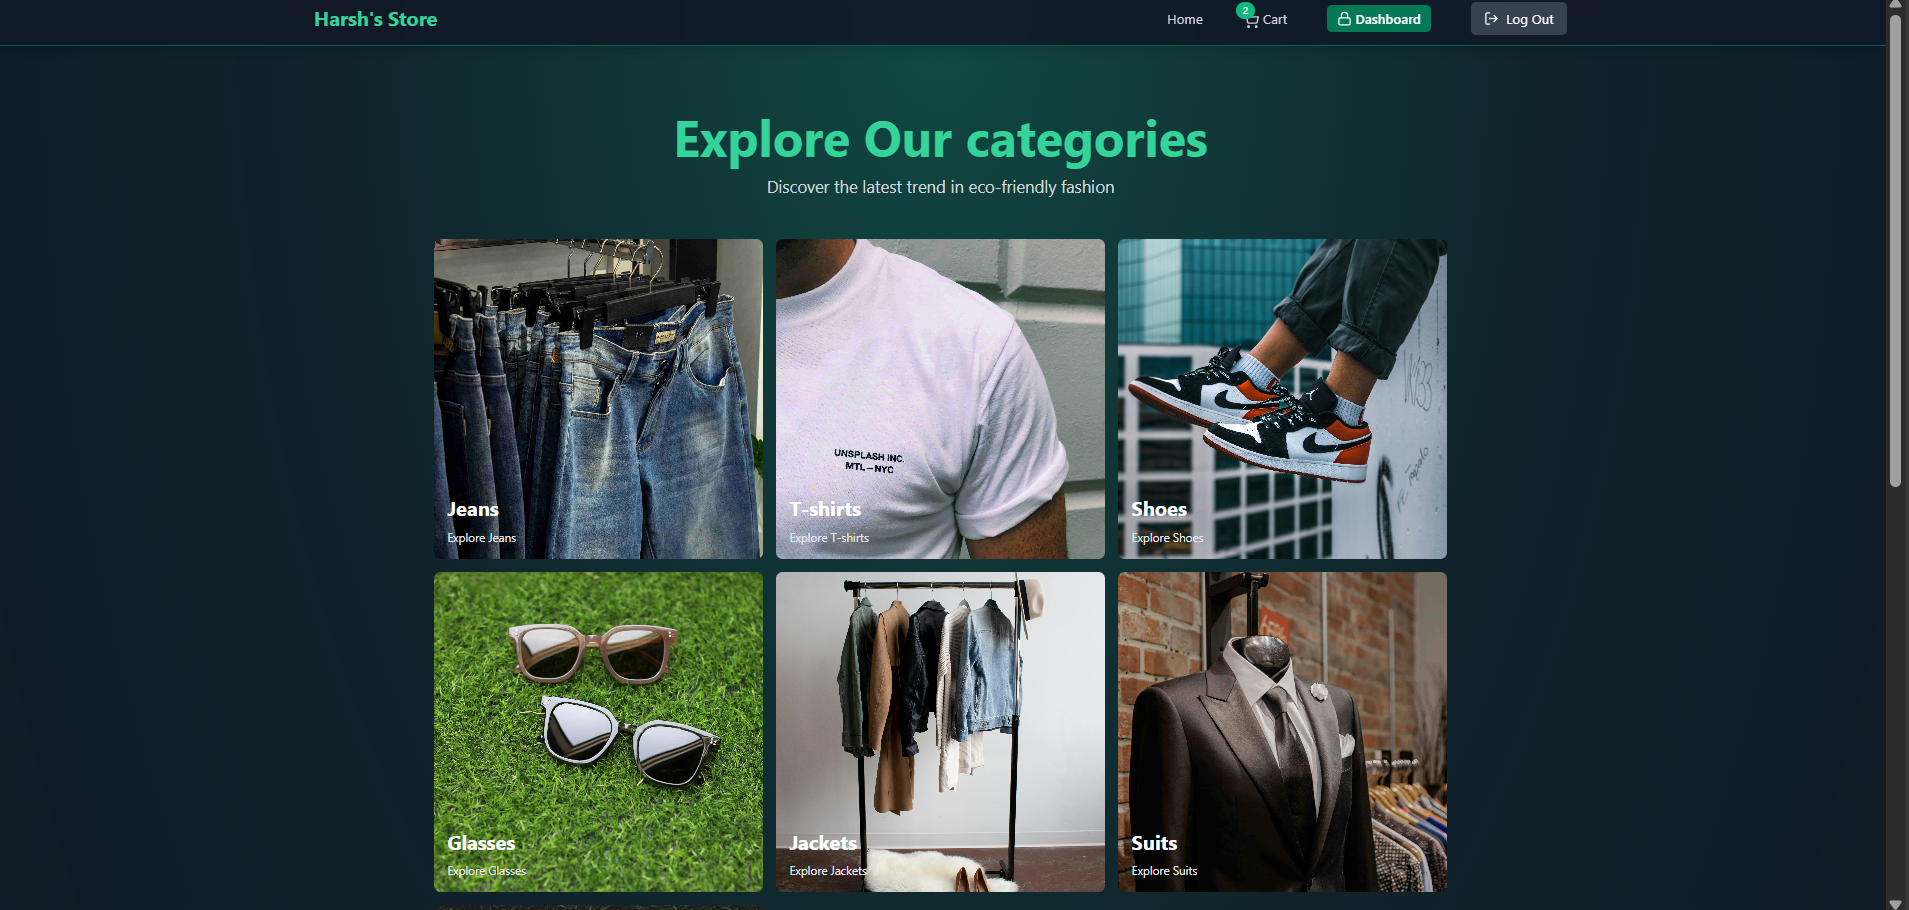 Harsh's Store
Home
2
Cart
Dashboard
Log Out
Explore Our categories
Discover the latest trend in eco-friendly fashion
UNSPLASH INC.
MTL—NYC
Jeans
Explore Jeans
T-shirts
Explore T-shirts
Shoes
Explore Shoes
Glasses
Explore Glasses
Jackets
Explore Jackets
Suits
Explore Suits